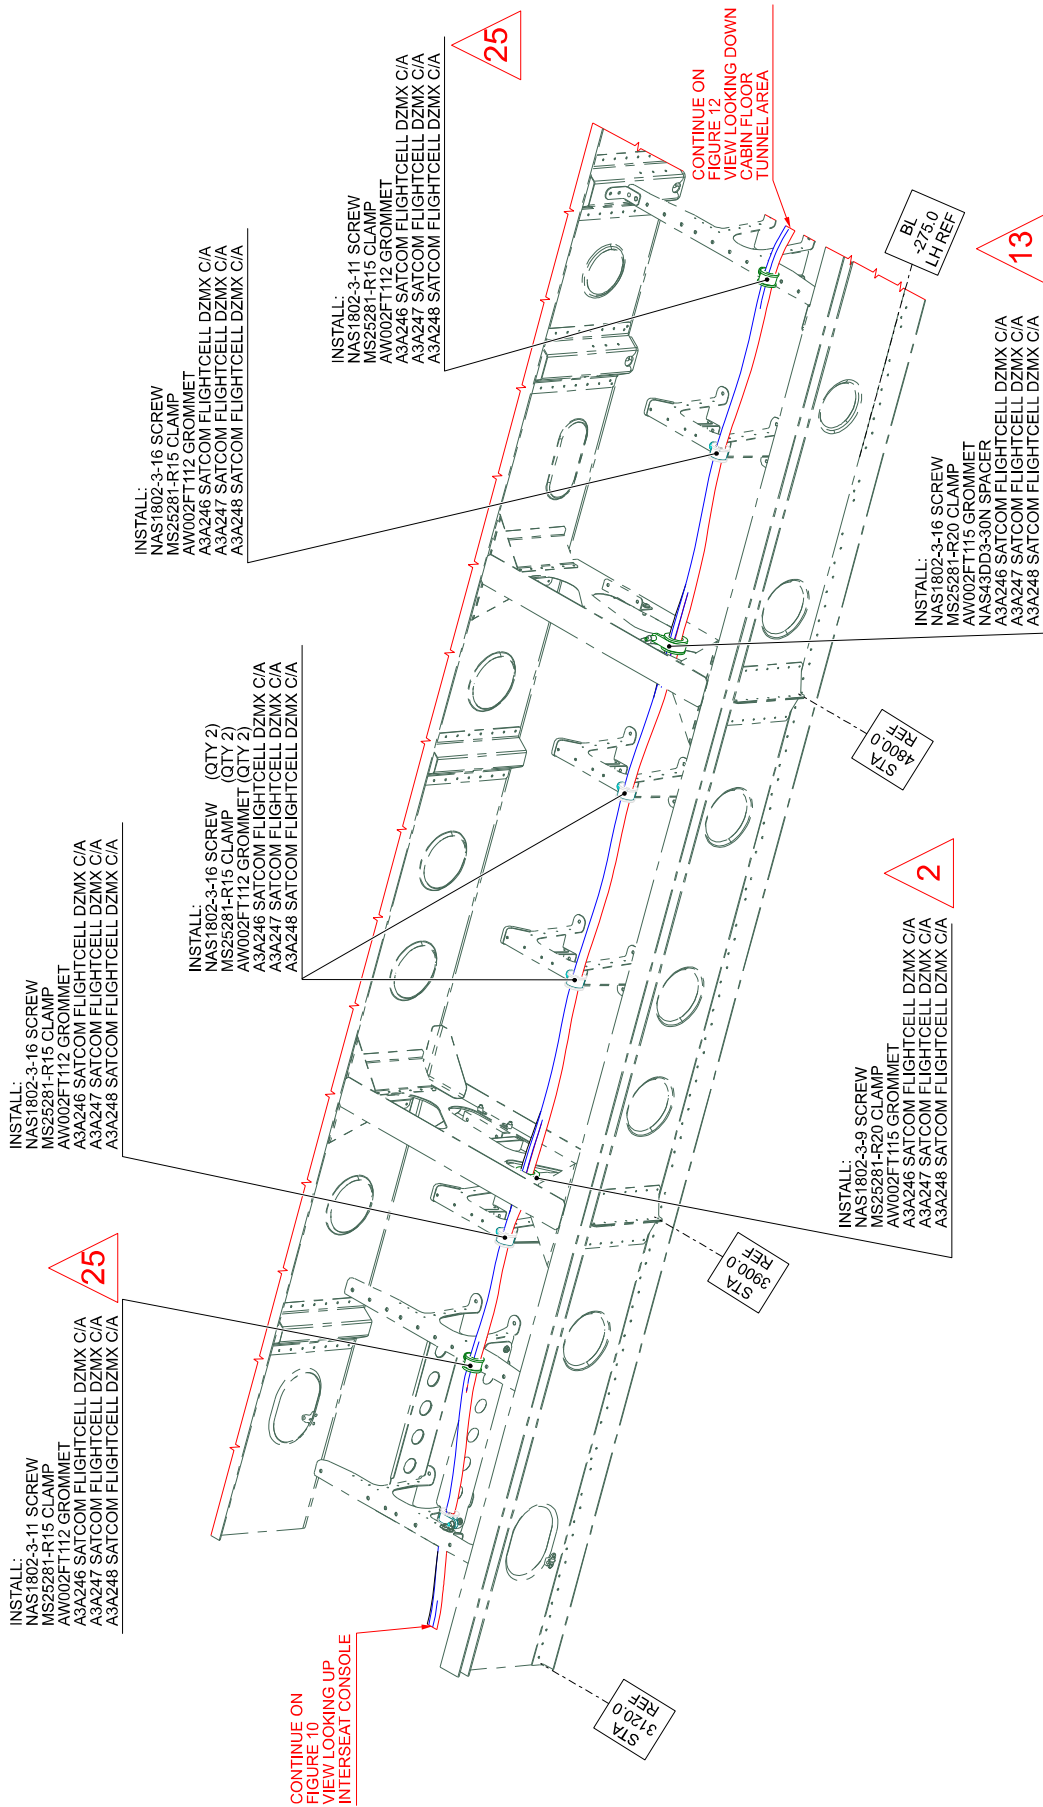 INSTALL:
NAS1802-3-11 SCREW
MS25281-R15 CLAMP
AW002FT112 GROMMET
A3A246 SATCOM FLIGHTCELL DZMX C/A
A3A247 SATCOM FLIGHTCELL DZMX C/A
A3A248 SATCOM FLIGHTCELL DZMX C/A
25
INSTALL:
NAS1802-3-16 SCREW
MS25281-R15 CLAMP
AW002FT112 GROMMET
A3A246 SATCOM FLIGHTCELL DZMX C/A
A3A247 SATCOM FLIGHTCELL DZMX C/A
A3A248 SATCOM FLIGHTCELL DZMX C/A
INSTALL:
NAS1802-3-16 SCREW (QTY 2)
MS25281-R15 CLAMP (QTY 2)
AW002FT112 GROMMET (QTY 2)
A3A246 SATCOM FLIGHTCELL DZMX C/A
A3A247 SATCOM FLIGHTCELL DZMX C/A
A3A248 SATCOM FLIGHTCELL DZMX C/A
INSTALL:
NAS1802-3-16 SCREW
MS25281-R15 CLAMP
AW002FT112 GROMMET
A3A246 SATCOM FLIGHTCELL DZMX C/A
A3A247 SATCOM FLIGHTCELL DZMX C/A
A3A248 SATCOM FLIGHTCELL DZMX C/A
INSTALL:
NAS1802-3-11 SCREW
MS25281-R15 CLAMP
AW002FT112 GROMMET
A3A246 SATCOM FLIGHTCELL DZMX C/A
A3A247 SATCOM FLIGHTCELL DZMX C/A
A3A248 SATCOM FLIGHTCELL DZMX C/A
25
CONTINUE ON
FIGURE 10
VIEW LOOKING UP
INTERSEAT CONSOLE
CONTINUE ON
FIGURE 12
VIEW LOOKING DOWN
CABIN FLOOR
TUNNEL AREA
STA
3120.0
REF
STA
3900.0
REF
STA
4800.0
REF
BL
-275.0
LH REF
INSTALL:
NAS1802-3-9 SCREW
MS25281-R20 CLAMP
AW002FT115 GROMMET
A3A246 SATCOM FLIGHTCELL DZMX C/A
A3A247 SATCOM FLIGHTCELL DZMX C/A
A3A248 SATCOM FLIGHTCELL DZMX C/A
2
INSTALL:
NAS1802-3-16 SCREW
MS25281-R20 CLAMP
AW002FT115 GROMMET
NAS43DD3-30N SPACER
A3A246 SATCOM FLIGHTCELL DZMX C/A
A3A247 SATCOM FLIGHTCELL DZMX C/A
A3A248 SATCOM FLIGHTCELL DZMX C/A
13